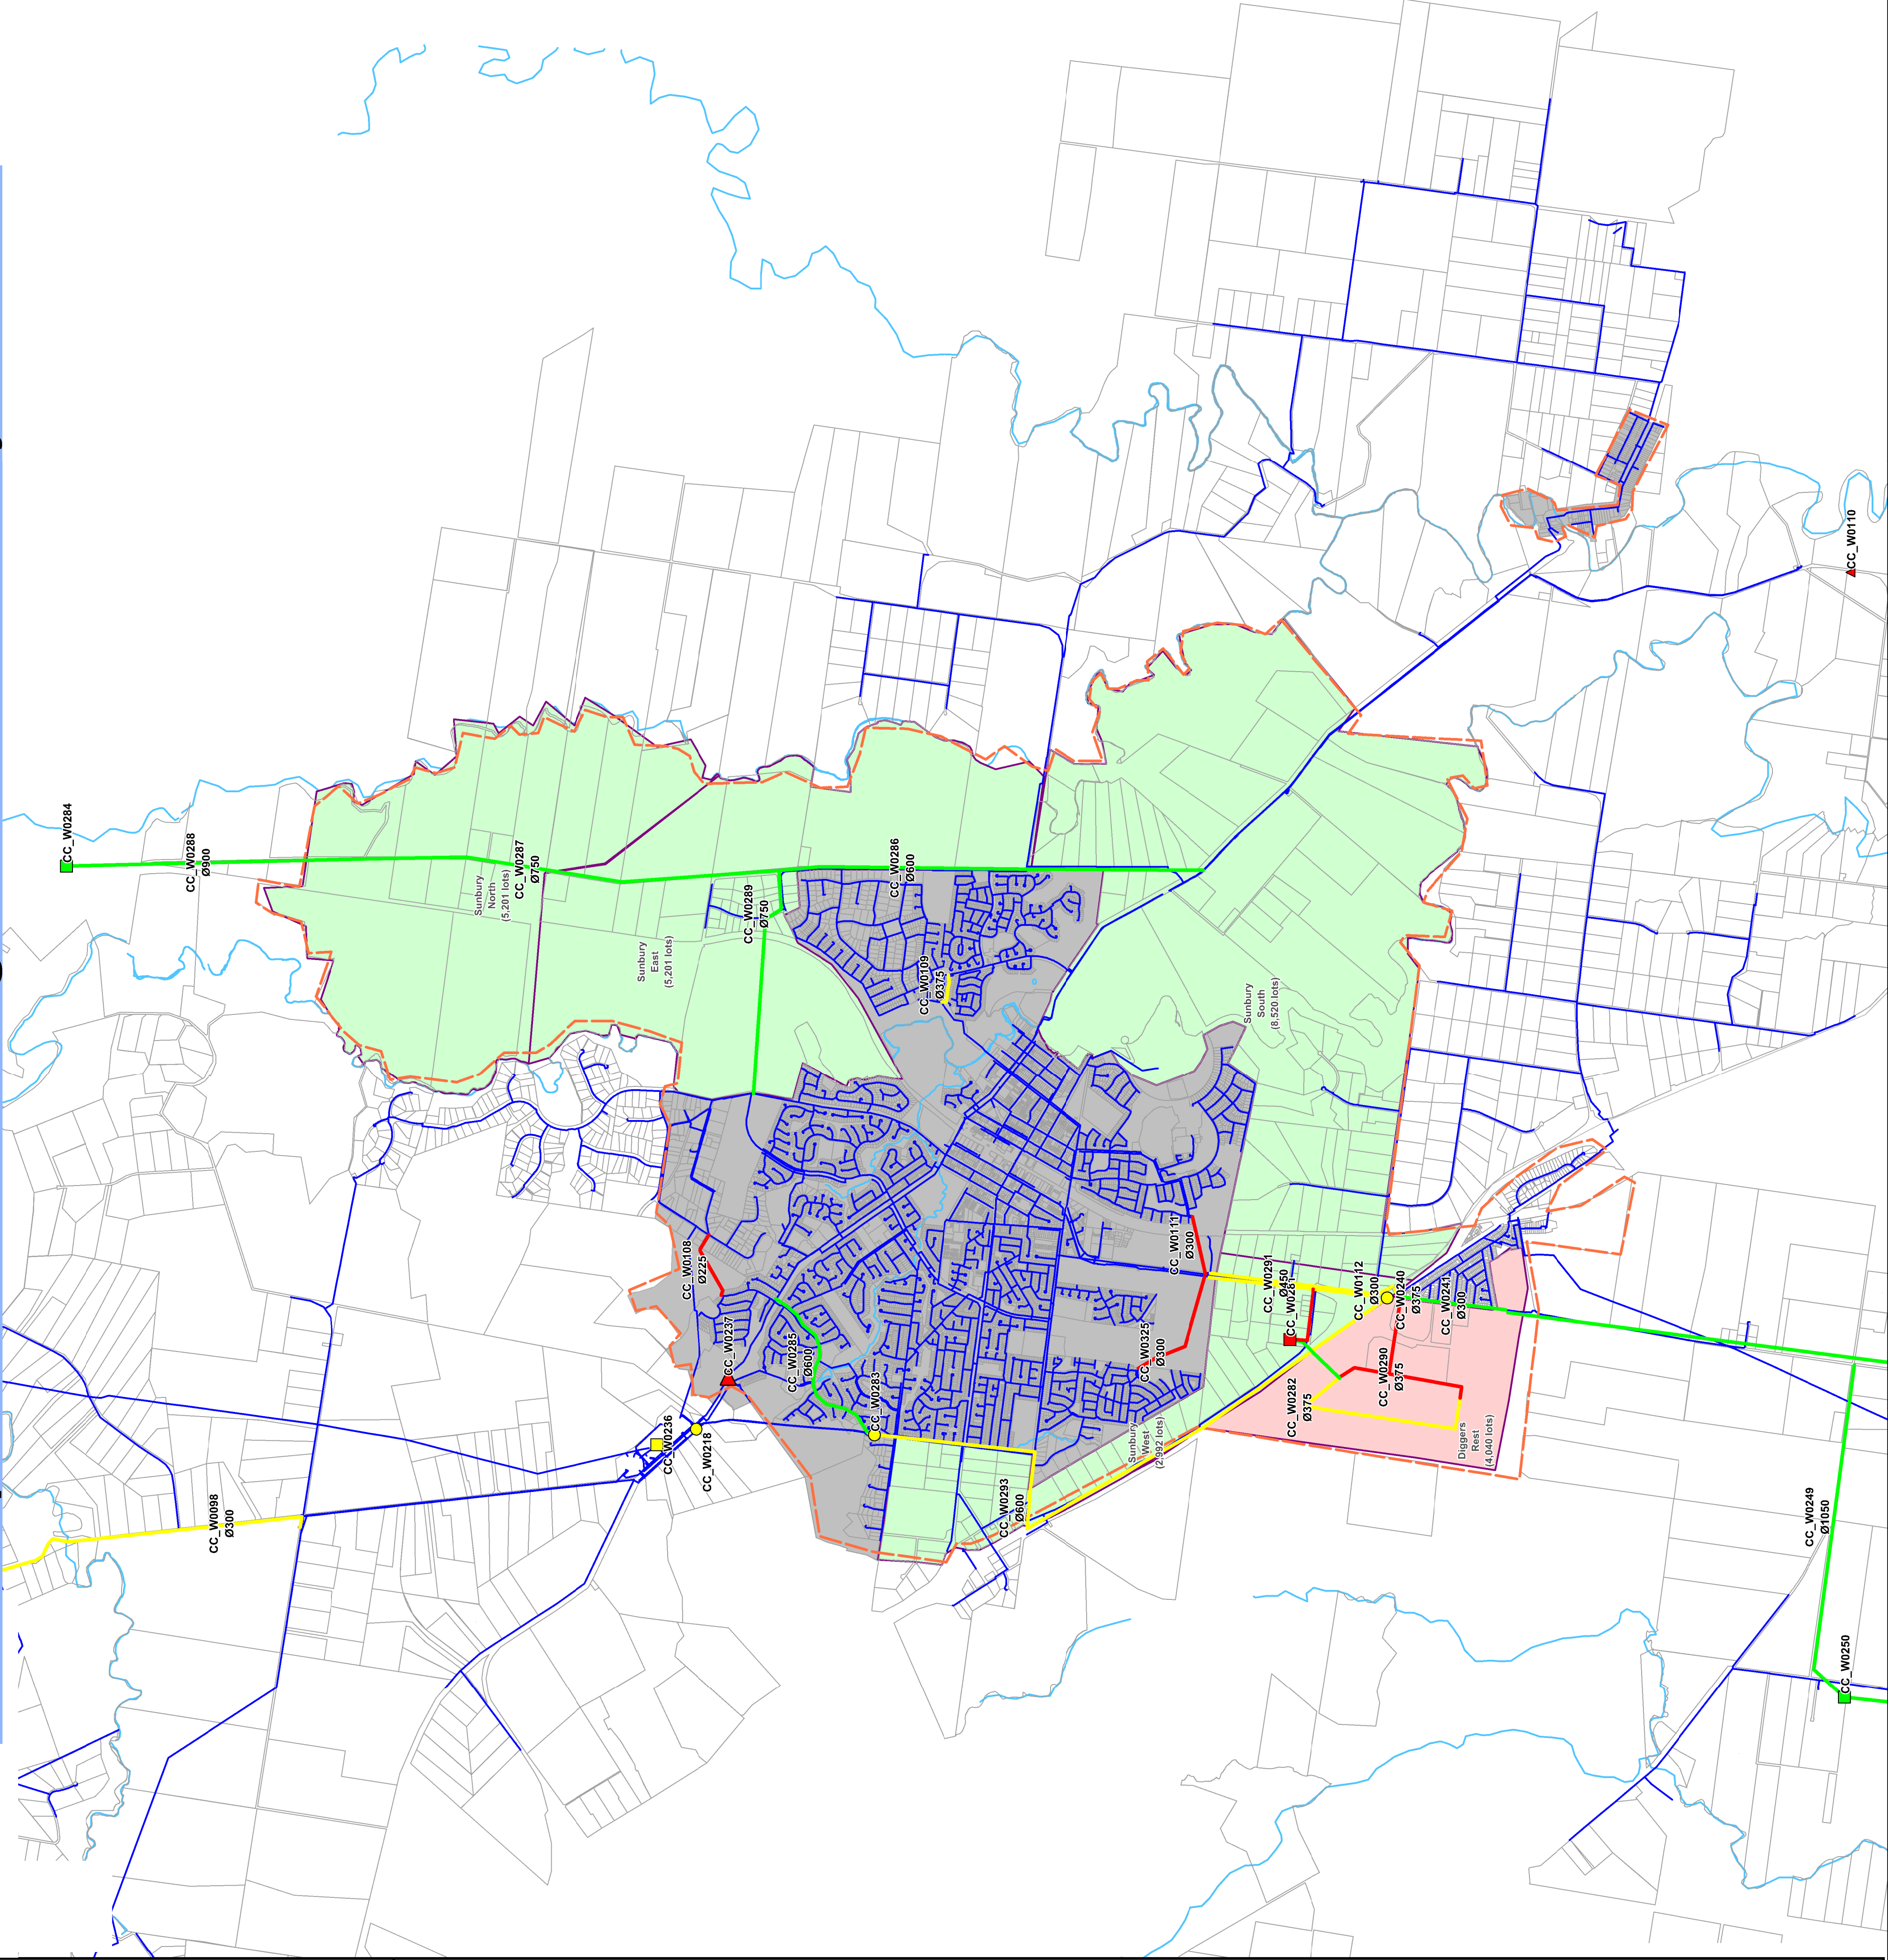 CC_W0284
CC_W0288
Ø900
Sunbury
North
(5,201 lots)
CC_W0287
Ø750
CC_W0289
Ø750
CC_W0286
Ø600
Sunbury
East
(5,201 lots)
CC_W0109
Ø375
Sunbury
South
(8,520 lots)
CC_W0110
CC_W0108
Ø225
CC_W0237
CC_W0285
Ø600
CC_W0283
CC_W0236
CC_W0218
CC_W0098
Ø300
CC_W0293
Ø600
Sunbury
West
(2,992 lots)
CC_W0111
Ø300
CC_W0325
Ø300
CC_W0291
Ø450
CC_W0281
CC_W0112
Ø300
CC_W0240
Ø375
CC_W0241
Ø300
CC_W0290
Ø375
CC_W0282
Ø375
Diggers
Rest
(4,040 lots)
CC_W0249
Ø1050
CC_W0250